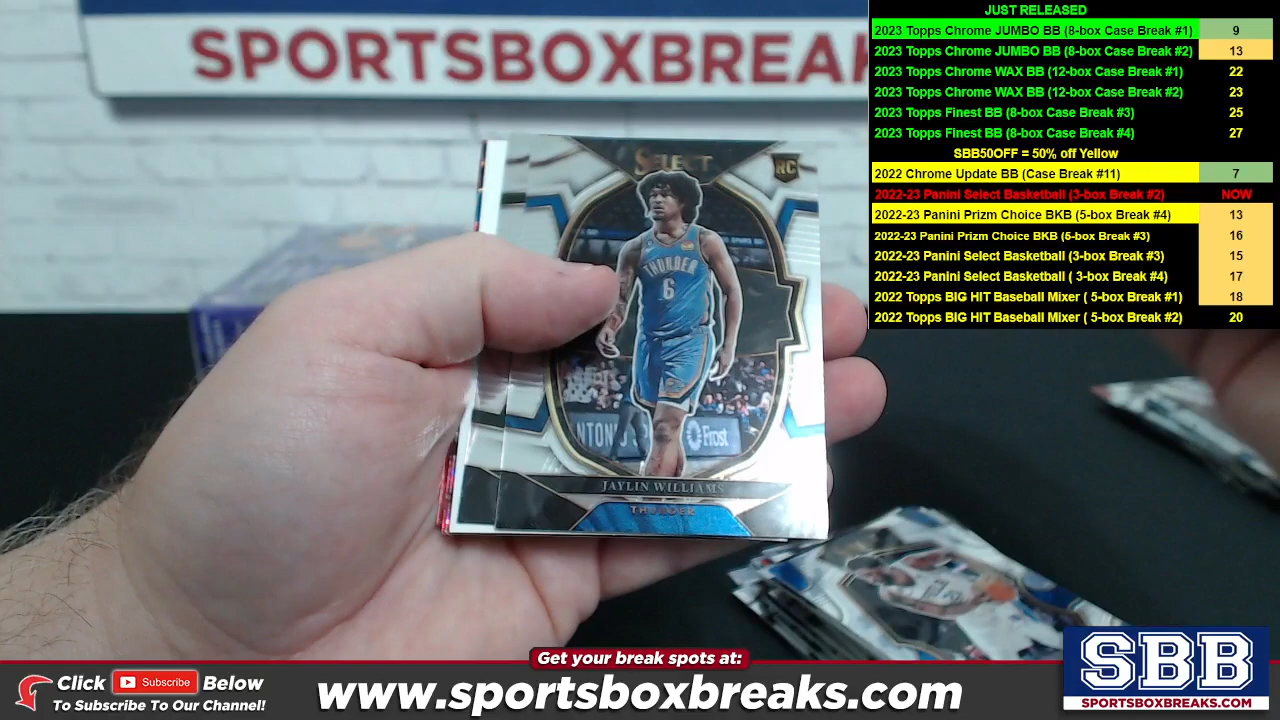 SPORTSBOXBREAK
JUST RELEASED
2023 Topps Chrome JUMBO BB (8-box Case Break #1) 9
2023 Topps Chrome JUMBO BB (8-box Case Break #2) 13
2023 Topps Chrome WAX BB (12-box Case Break #1) 22
2023 Topps Chrome WAX BB (12-box Case Break #2) 23
2023 Topps Finest BB (8-box Case Break #3) 25
2023 Topps Finest BB (8-box Case Break #4) 27
SBB50OFF = 50% off Yellow
2022 Chrome Update BB (Case Break #11) 7
2022-23 Panini Select Basketball (3-box Break #2) NOW
2022-23 Panini Prizm Choice BKB (5-box Break #4) 13
2022-23 Panini Prizm Choice BKB (5-box Break #3) 16
2022-23 Panini Select Basketball (3-box Break #3) 15
2022-23 Panini Select Basketball ( 3-box Break #4) 17
2022 Topps BIG HIT Baseball Mixer ( 5-box Break #1) 18
2022 Topps BIG HIT Baseball Mixer ( 5-box Break #2) 20
SELECT
RC
THUNDER
6
Frost
JAYLIN WILLIAMS
THUNDER
Get your break spots at:
Click Subscribe Below
To Subscribe To Our Channel!
www.sportsboxbreaks.com
SBB
SPORTSBOXBREAKS.COM